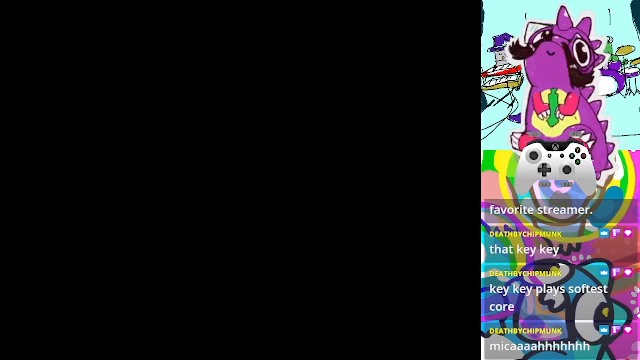 favorite streamer.
DEATHBYCHIPMUNK
that key key
DEATHBYCHIPMUNK
key key plays softest
core
DEATHBYCHIPMUNK
micaaaahhhhhhh